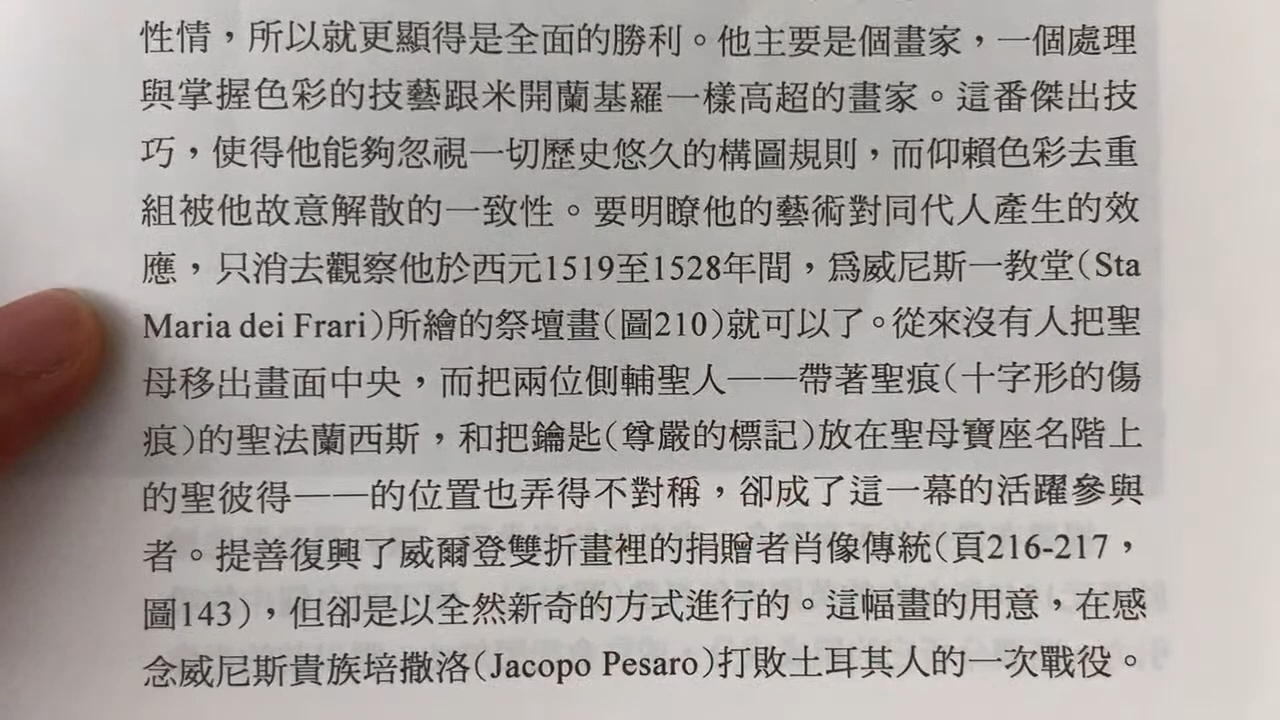 性情，所以就更顯得是全面的勝利。他主要是個畫家，一個處理
與掌握色彩的技藝跟米開蘭基羅一樣高超的畫家。這番傑出技
巧，使得他能夠忽視一切歷史悠久的構圖規則，而仰賴色彩去重
組被他故意解散的一致性。要明瞭他的藝術對同代人產生的效
應，只消去觀察他於西元1519至1528年間，爲威尼斯一教堂（Sta
Maria dei Frari）所繪的祭壇畫（圖210）就可以了。從來沒有人把聖
母移出畫面中央，而把兩位側輔聖人——帶著聖痕（十字形的傷
痕）的聖法蘭西斯，和把鑰匙（尊嚴的標記）放在聖母寶座名階上
的聖彼得——的位置也弄得不對稱，卻成了這一幕的活躍參與
者。提善復興了威爾登雙折畫裡的捐贈者肖像傳統（頁216-217，
圖143），但卻是以全然新奇的方式進行的。這幅畫的用意，在感
念威尼斯貴族培撒洛（Jacopo Pesaro）打敗土耳其人的一次戰役。